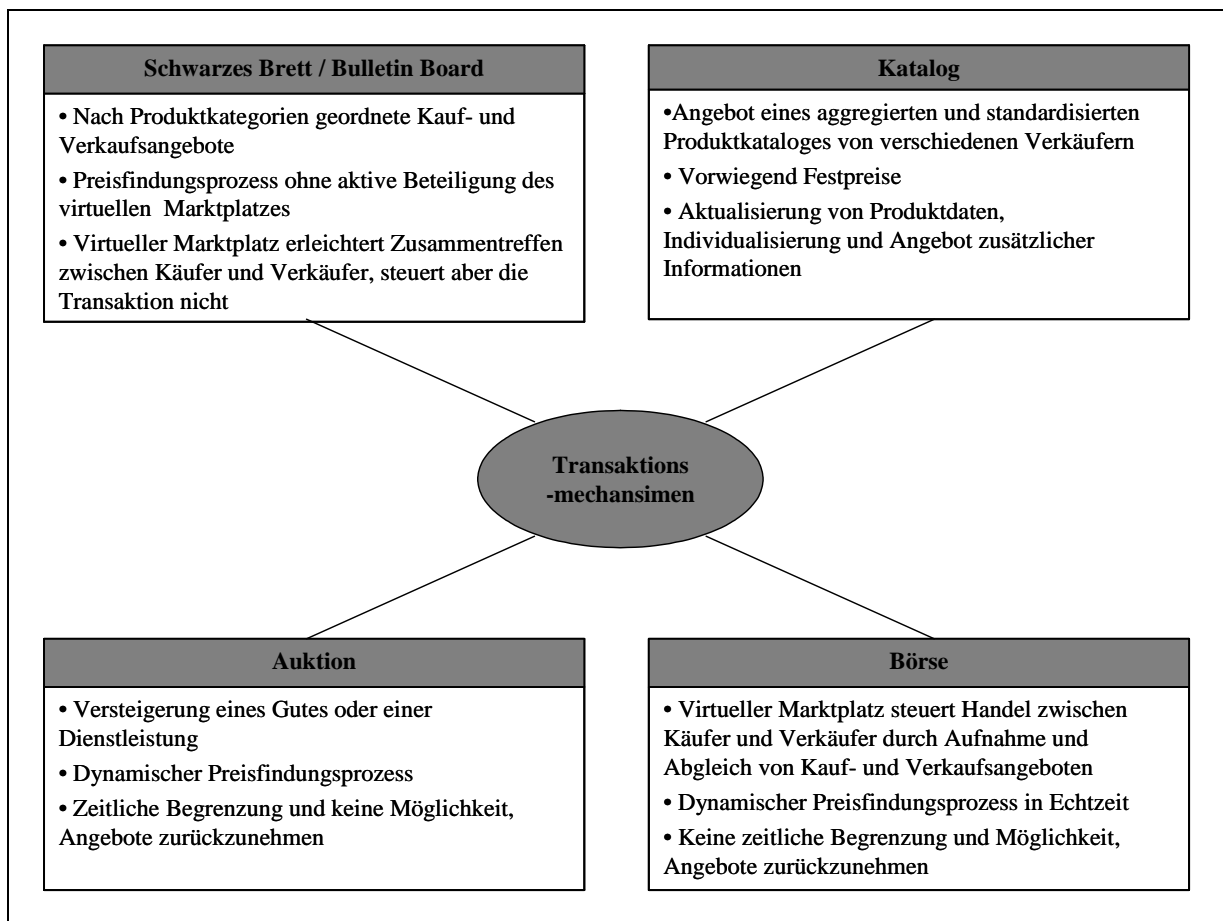 Schwarzes Brett / Bulletin Board
• Nach Produktkategorien geordnete Kauf- und
Verkaufsangebote
• Preisfindungsprozess ohne aktive Beteiligung des
virtuellen Marktplatzes
• Virtueller Marktplatz erleichtert Zusammentreffen
zwischen Käufer und Verkäufer, steuert aber die
Transaktion nicht
Katalog
•Angebot eines aggregierten und standardisierten
Produktkataloges von verschiedenen Verkäufern
• Vorwiegend Festpreise
• Aktualisierung von Produktdaten,
Individualisierung und Angebot zusätzlicher
Informationen
Transaktions
-mechansimen
Auktion
• Versteigerung eines Gutes oder einer
Dienstleistung
• Dynamischer Preisfindungsprozess
• Zeitliche Begrenzung und keine Möglichkeit,
Angebote zurückzunehmen
Börse
• Virtueller Marktplatz steuert Handel zwischen
Käufer und Verkäufer durch Aufnahme und
Abgleich von Kauf- und Verkaufsangeboten
• Dynamischer Preisfindungsprozess in Echtzeit
• Keine zeitliche Begrenzung und Möglichkeit,
Angebote zurückzunehmen